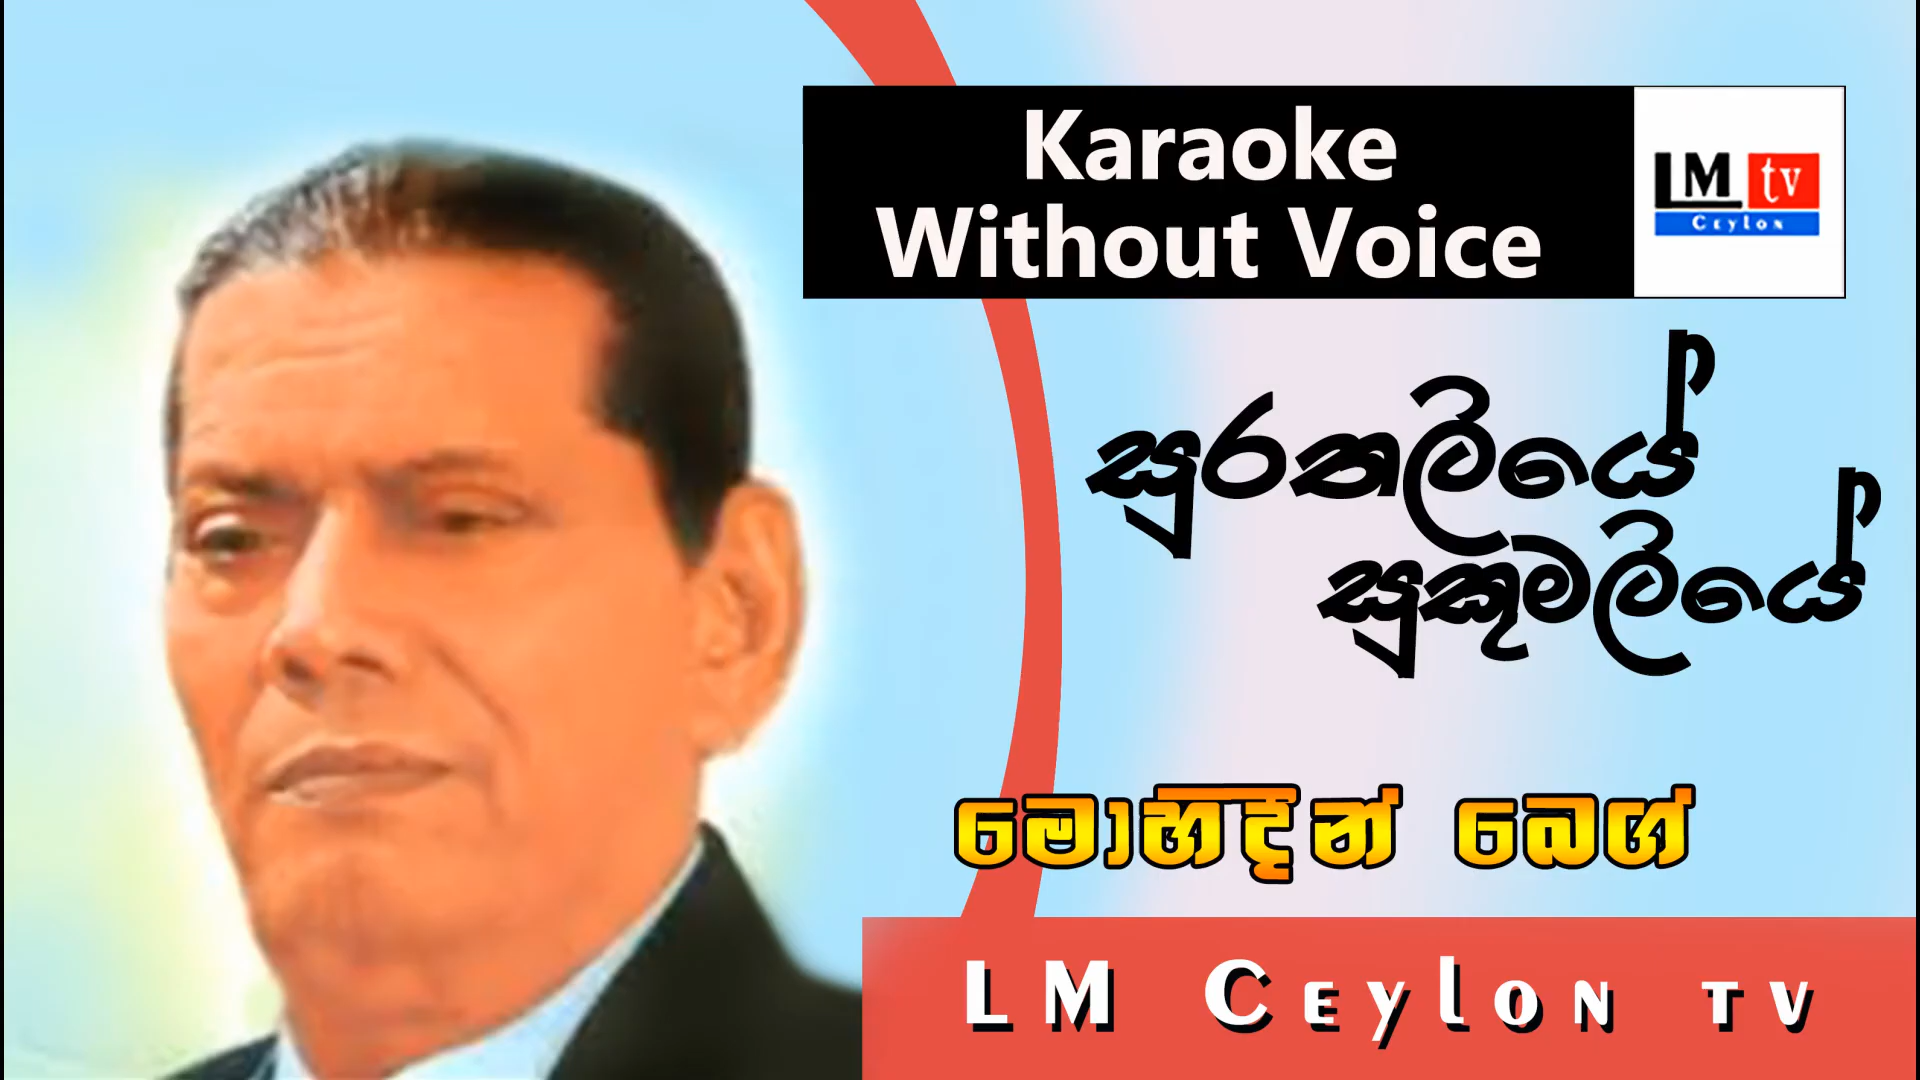 Karaoke
Without Voice
LM tv
Ceylon
සුරතලියේ
සුකුමලියේ
මොහිදින් බෙග්
LM Ceylon tv